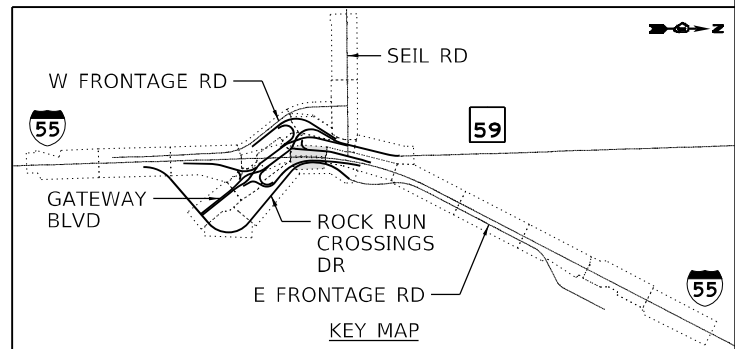 Z
SEIL RD
W FRONTAGE RD
55
59
GATEWAY
BLVD
ROCK RUN
CROSSINGS
DR
E FRONTAGE RD
55
KEY MAP